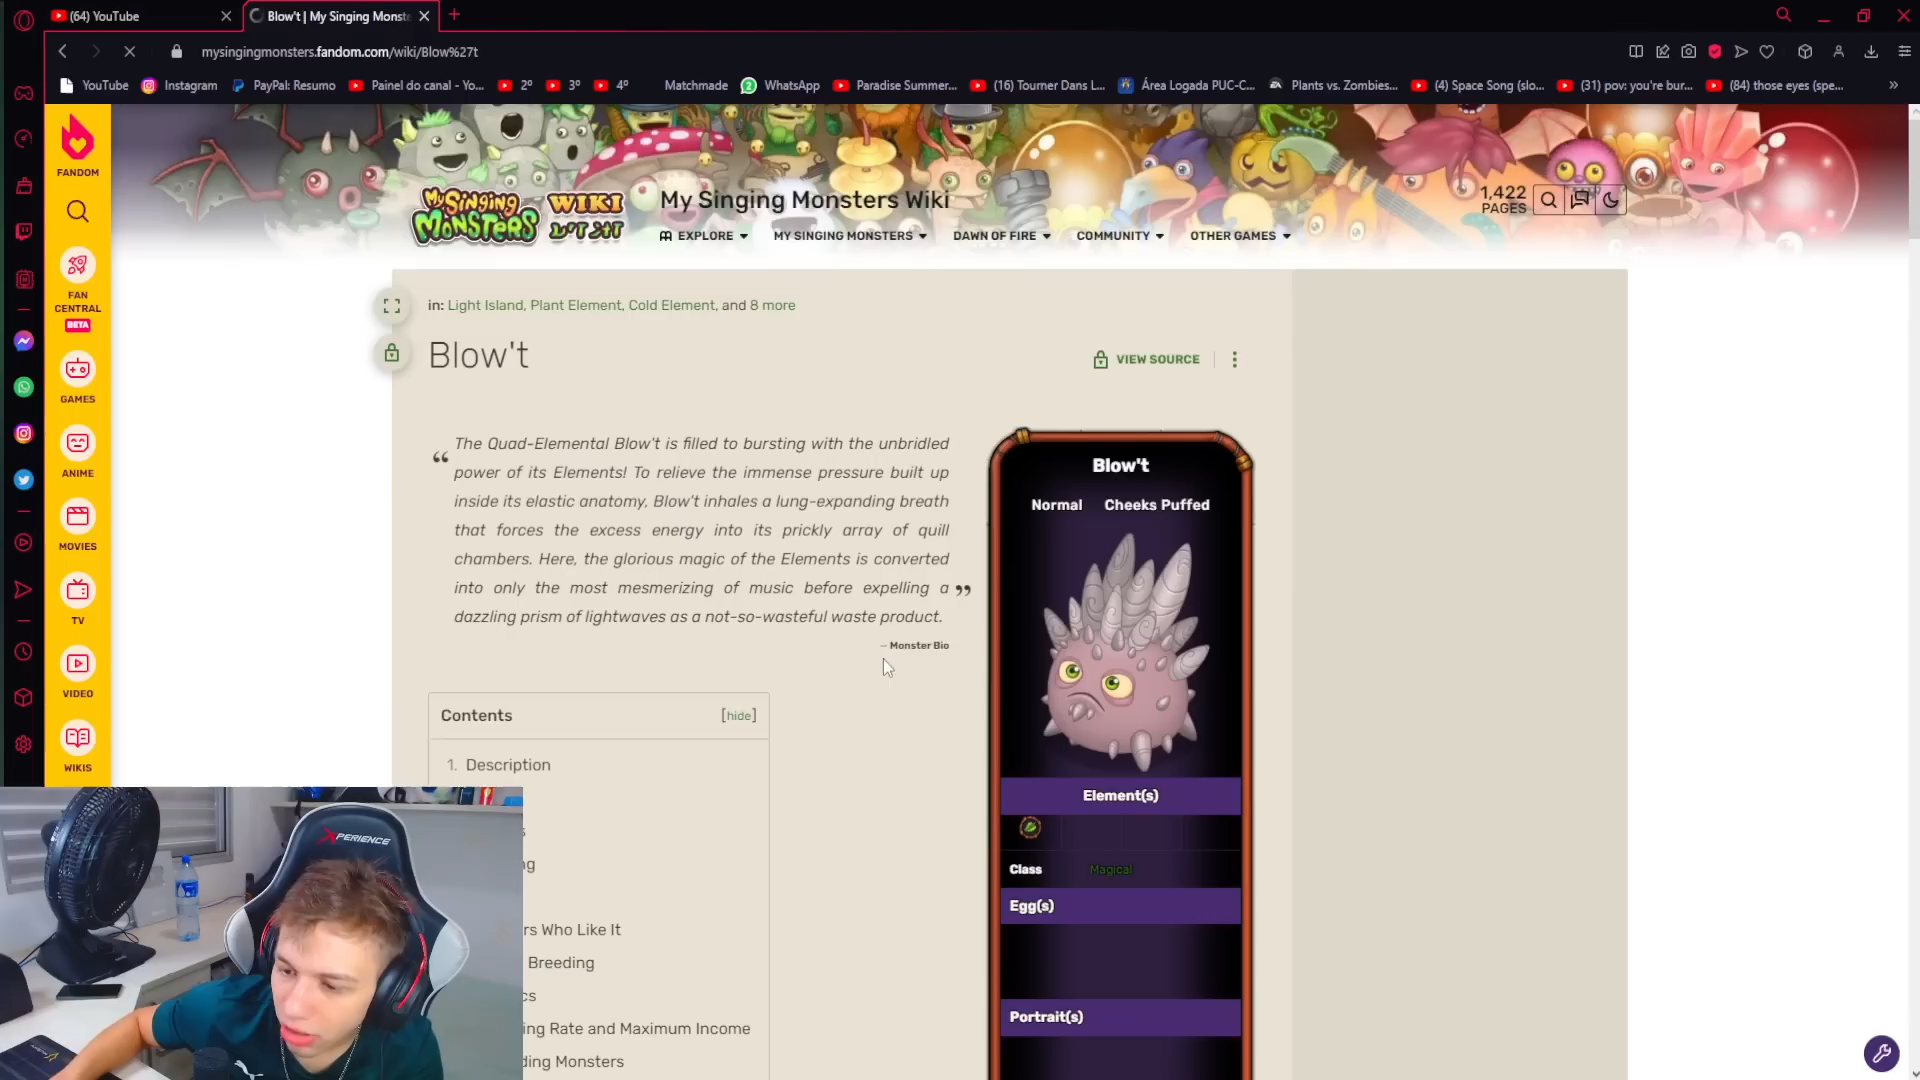 (64) YouTube
Blow't | My Singing Monste
mysingingmonsters.fandom.com/wiki/Blow%27t
YouTube
Instagram
PayPal: Resumo
Painel do canal - Yo...
2º
3º
4º
Matchmade
WhatsApp
Paradise Summer...
(16) Tourner Dans L...
Área Logada PUC-C...
Plants vs. Zombies...
(4) Space Song (slo...
(31) pov: you're bur...
(84) those eyes (spe...
FANDOM
FAN CENTRAL
BETA
GAMES
ANIME
MOVIES
TV
VIDEO
WIKIS
My Singing Monsters WIKI
My Singing Monsters Wiki
1,422
PAGES
EXPLORE
MY SINGING MONSTERS
DAWN OF FIRE
COMMUNITY
OTHER GAMES
in: Light Island, Plant Element, Cold Element, and 8 more
Blow't
VIEW SOURCE
“ The Quad-Elemental Blow't is filled to bursting with the unbridled
power of its Elements! To relieve the immense pressure built up
inside its elastic anatomy, Blow't inhales a lung-expanding breath
that forces the excess energy into its prickly array of quill
chambers. Here, the glorious magic of the Elements is converted
into only the most mesmerizing of music before expelling a
dazzling prism of lightwaves as a not-so-wasteful waste product. ”
– Monster Bio
Contents [hide]
1. Description
s
ng
rs Who Like It
Breeding
cs
ing Rate and Maximum Income
ding Monsters
Blow't
Normal Cheeks Puffed
Element(s)
Class Magical
Egg(s)
Portrait(s)
XPERIENCE